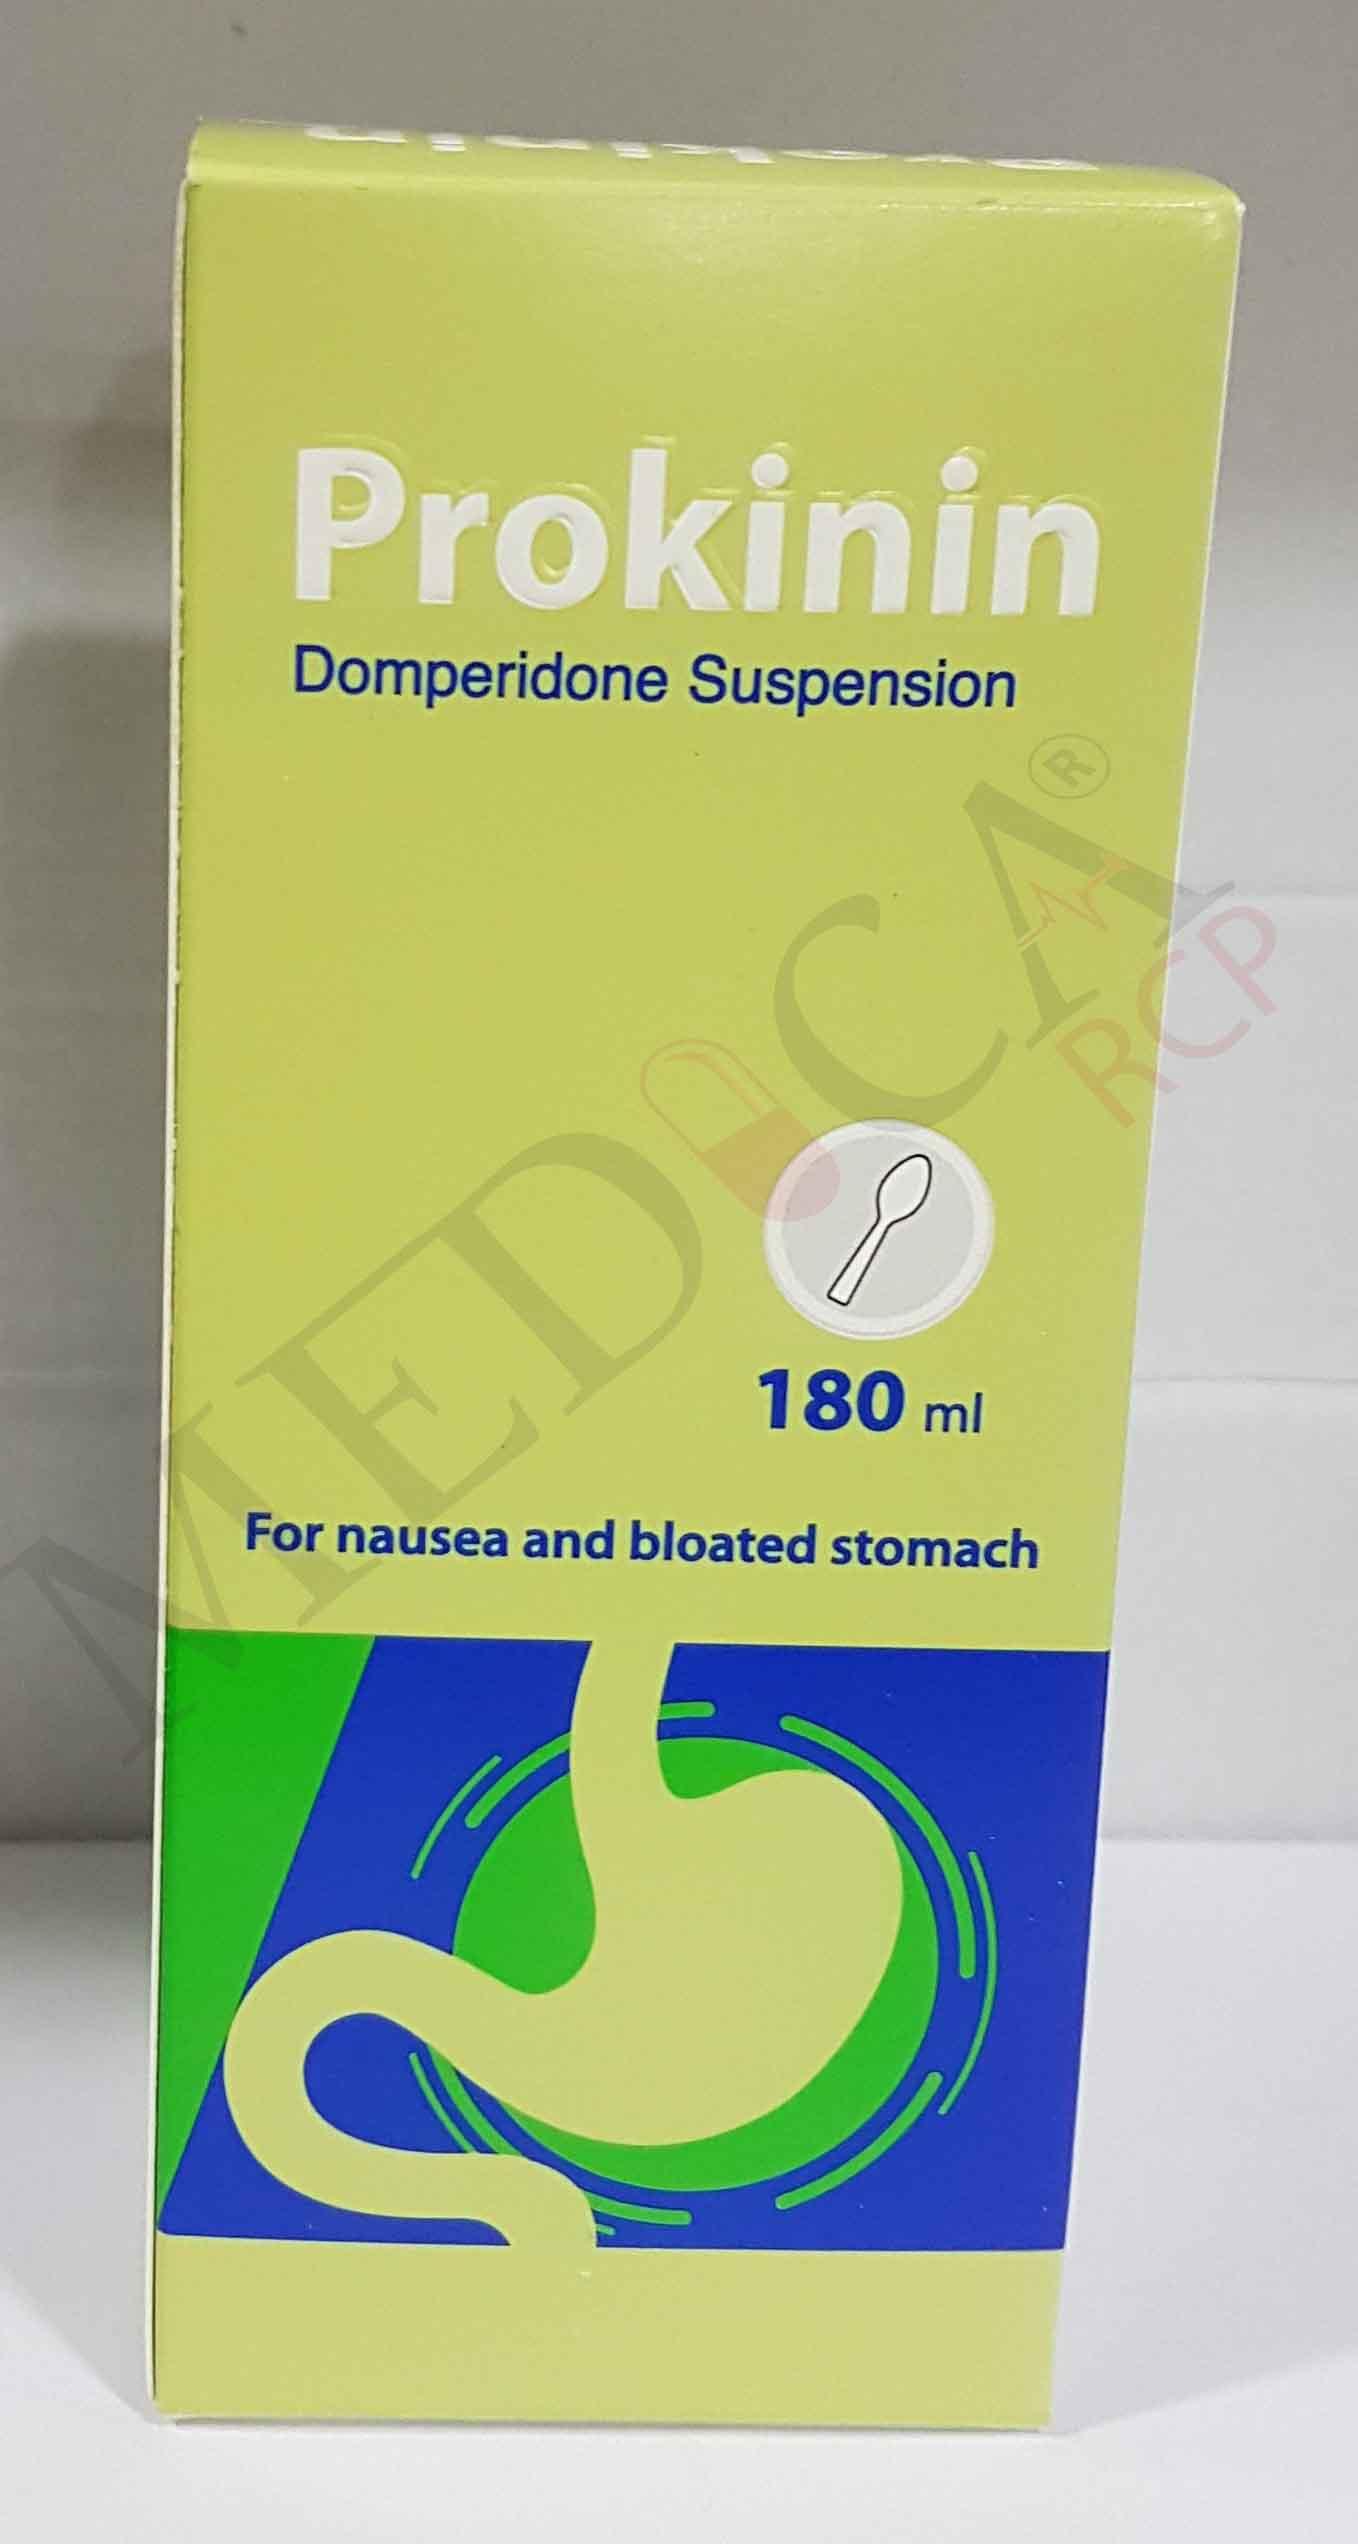 Prokinin
Domperidone Suspension
MEDICA®
RCP
180 ml
For nausea and bloated stomach